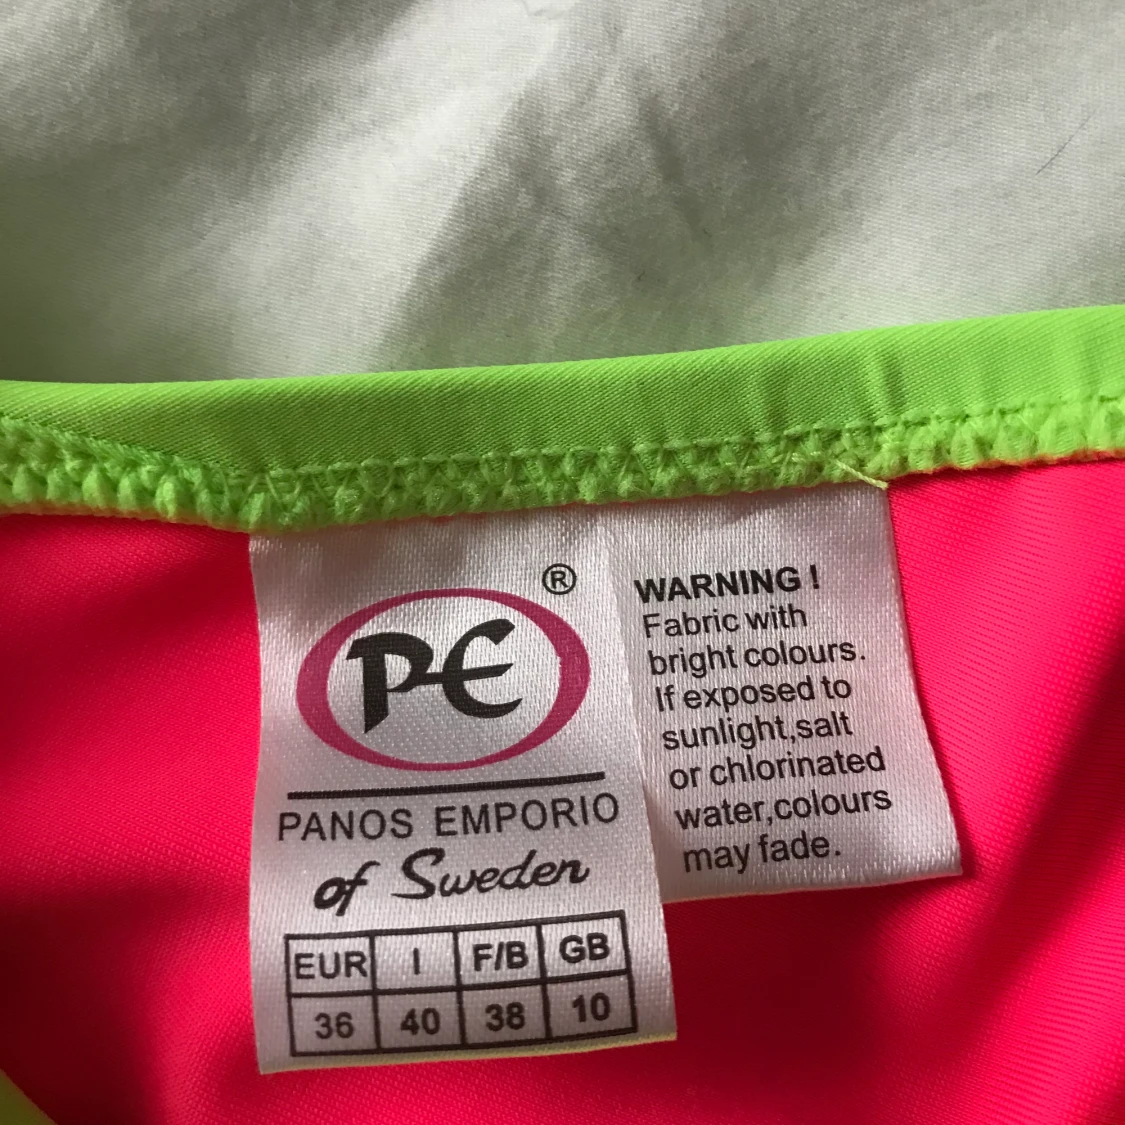 ®
PE
PANOS EMPORIO
of Sweden
EUR I F/B GB
36 40 38 10
WARNING !
Fabric with
bright colours.
If exposed to
sunlight,salt
or chlorinated
water,colours
may fade.